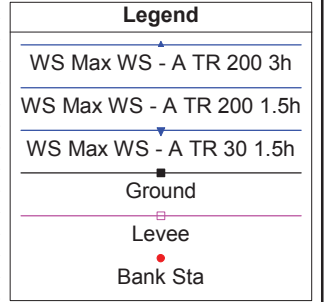 Legend
WS Max WS - A TR 200 3h
WS Max WS - A TR 200 1.5h
WS Max WS - A TR 30 1.5h
Ground
Levee
Bank Sta